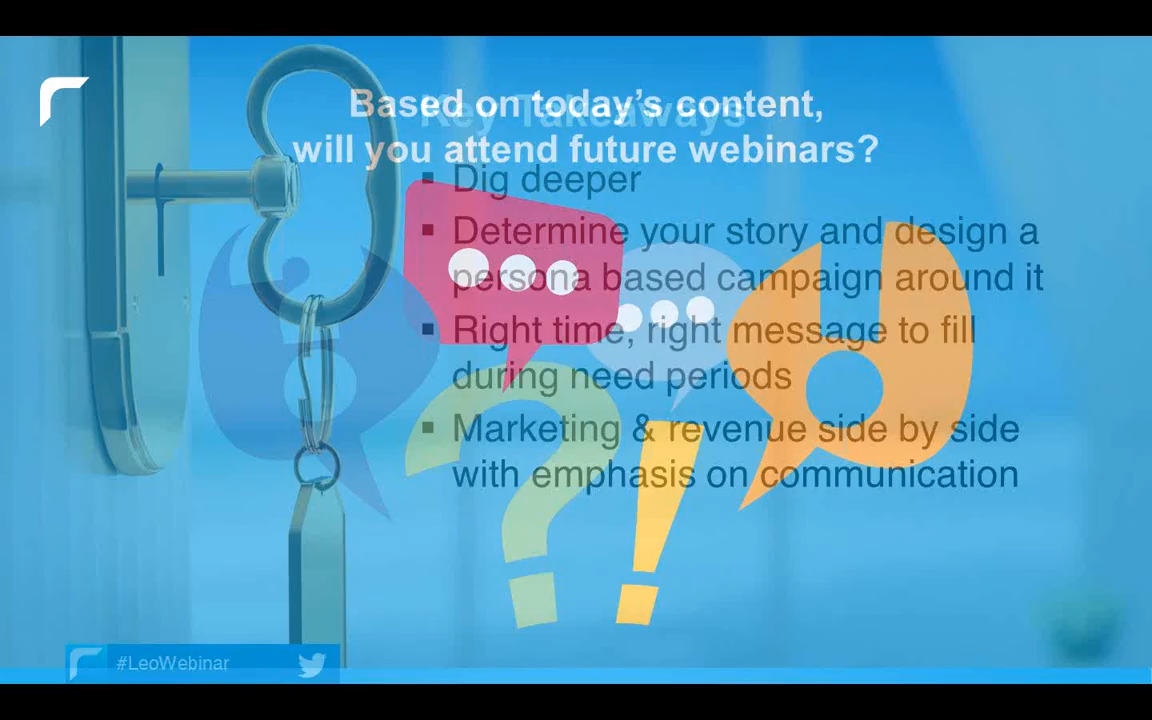 Based on today's content,
will you attend future webinars?
Key Takeaways
▪ Dig deeper
▪ Determine your story and design a
persona based campaign around it
▪ Right time, right message to fill
during need periods
▪ Marketing & revenue side by side
with emphasis on communication
#LeoWebinar